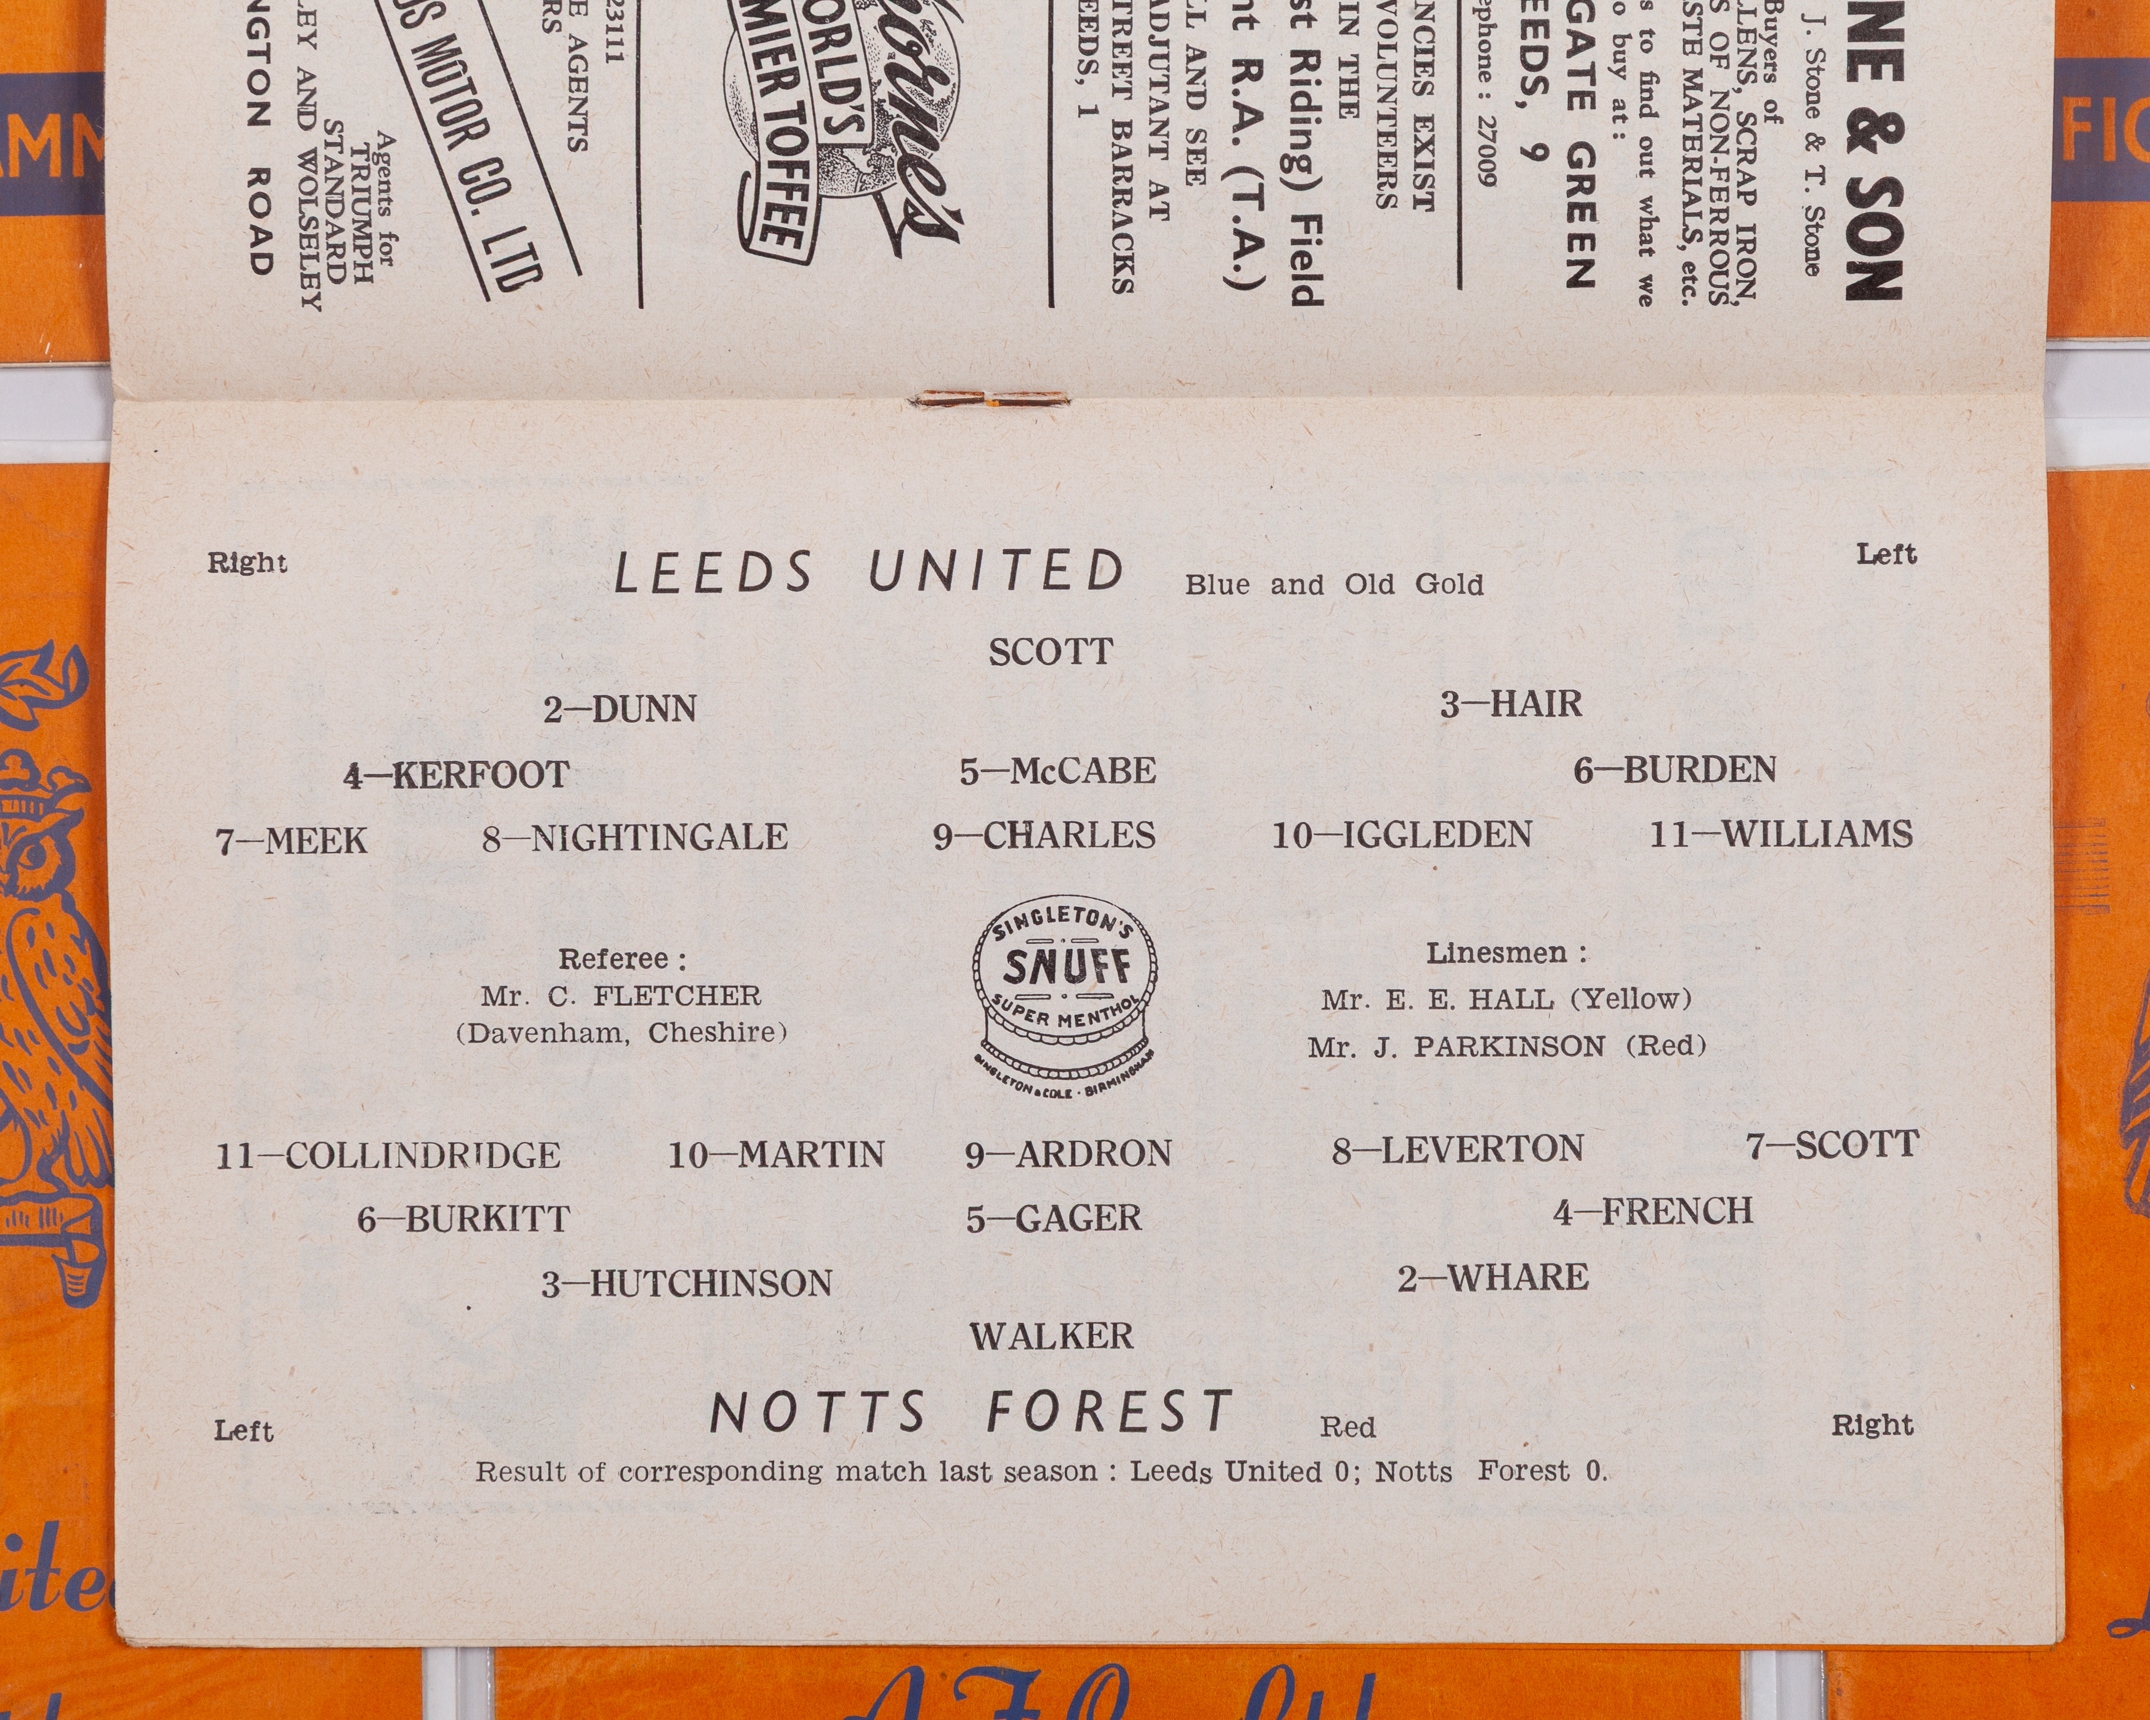 NE & SON
J. Stone & T. Stone
Buyers of
SCRAP IRON,
S OF NON-FERROUS
MATERIALS, etc.
s to find out what we
o buy at :
GATE GREEN
EEDS, 9
ephone : 27009
NCIES EXIST
VOLUNTEERS
IN THE
st Riding) Field
nt R.A. (T.A.)
LL AND SEE
ADJUTANT AT
TREET BARRACKS
EEDS, 1
horne's
ORLD'S
MIER TOFFEE
23111
E AGENTS
RS
US MOTOR CO. LTD
Agents for
TRIUMPH
STANDARD
LEY AND WOLSELEY
NGTON ROAD
Right LEEDS UNITED Blue and Old Gold Left
SCOTT
2—DUNN 3—HAIR
4—KERFOOT 5—McCABE 6—BURDEN
7—MEEK 8—NIGHTINGALE 9—CHARLES 10—IGGLEDEN 11—WILLIAMS
Referee :
Mr. C. FLETCHER
(Davenham, Cheshire)
SINGLETON'S
SNUFF
SUPER MENTHOL
SINGLETON & COLE · BIRMINGHAM
Linesmen :
Mr. E. E. HALL (Yellow)
Mr. J. PARKINSON (Red)
11—COLLINDRIDGE 10—MARTIN 9—ARDRON 8—LEVERTON 7—SCOTT
6—BURKITT 5—GAGER 4—FRENCH
3—HUTCHINSON 2—WHARE
WALKER
Left NOTTS FOREST Red Right
Result of corresponding match last season : Leeds United 0; Notts Forest 0.